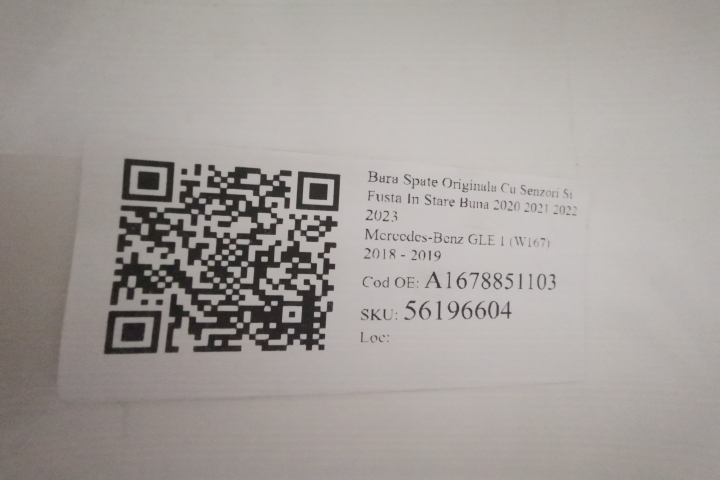 Bara Spate Originala Cu Senzori Si
Fusta In Stare Buna 2020 2021 2022
2023
Mercedes-Benz GLE 1 (W167)
2018 - 2019
Cod OE: A1678851103
SKU: 56196604
Loc: